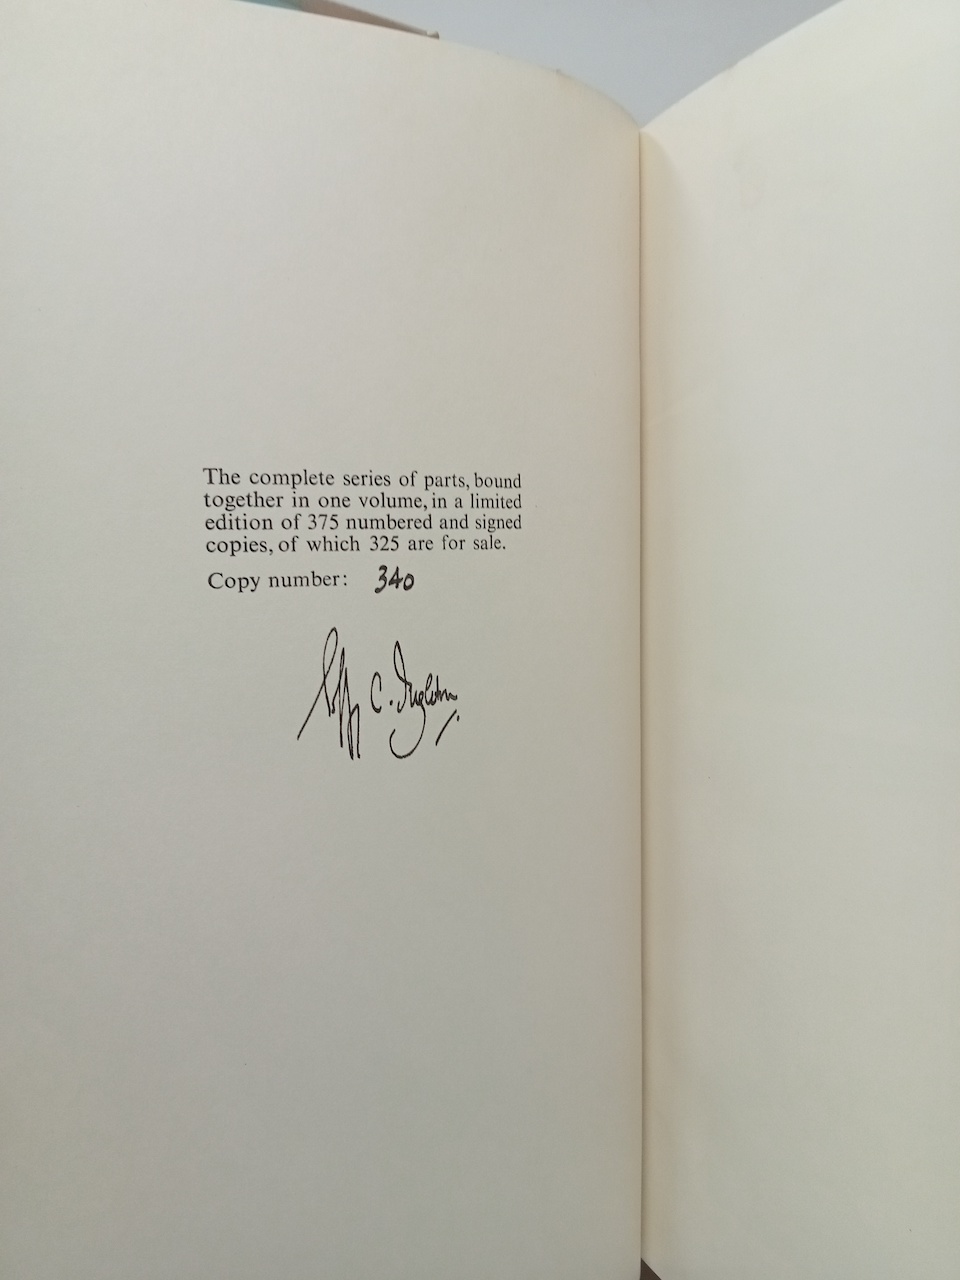 The complete series of parts, bound
together in one volume, in a limited
edition of 375 numbered and signed
copies, of which 325 are for sale.
Copy number: 340
C.